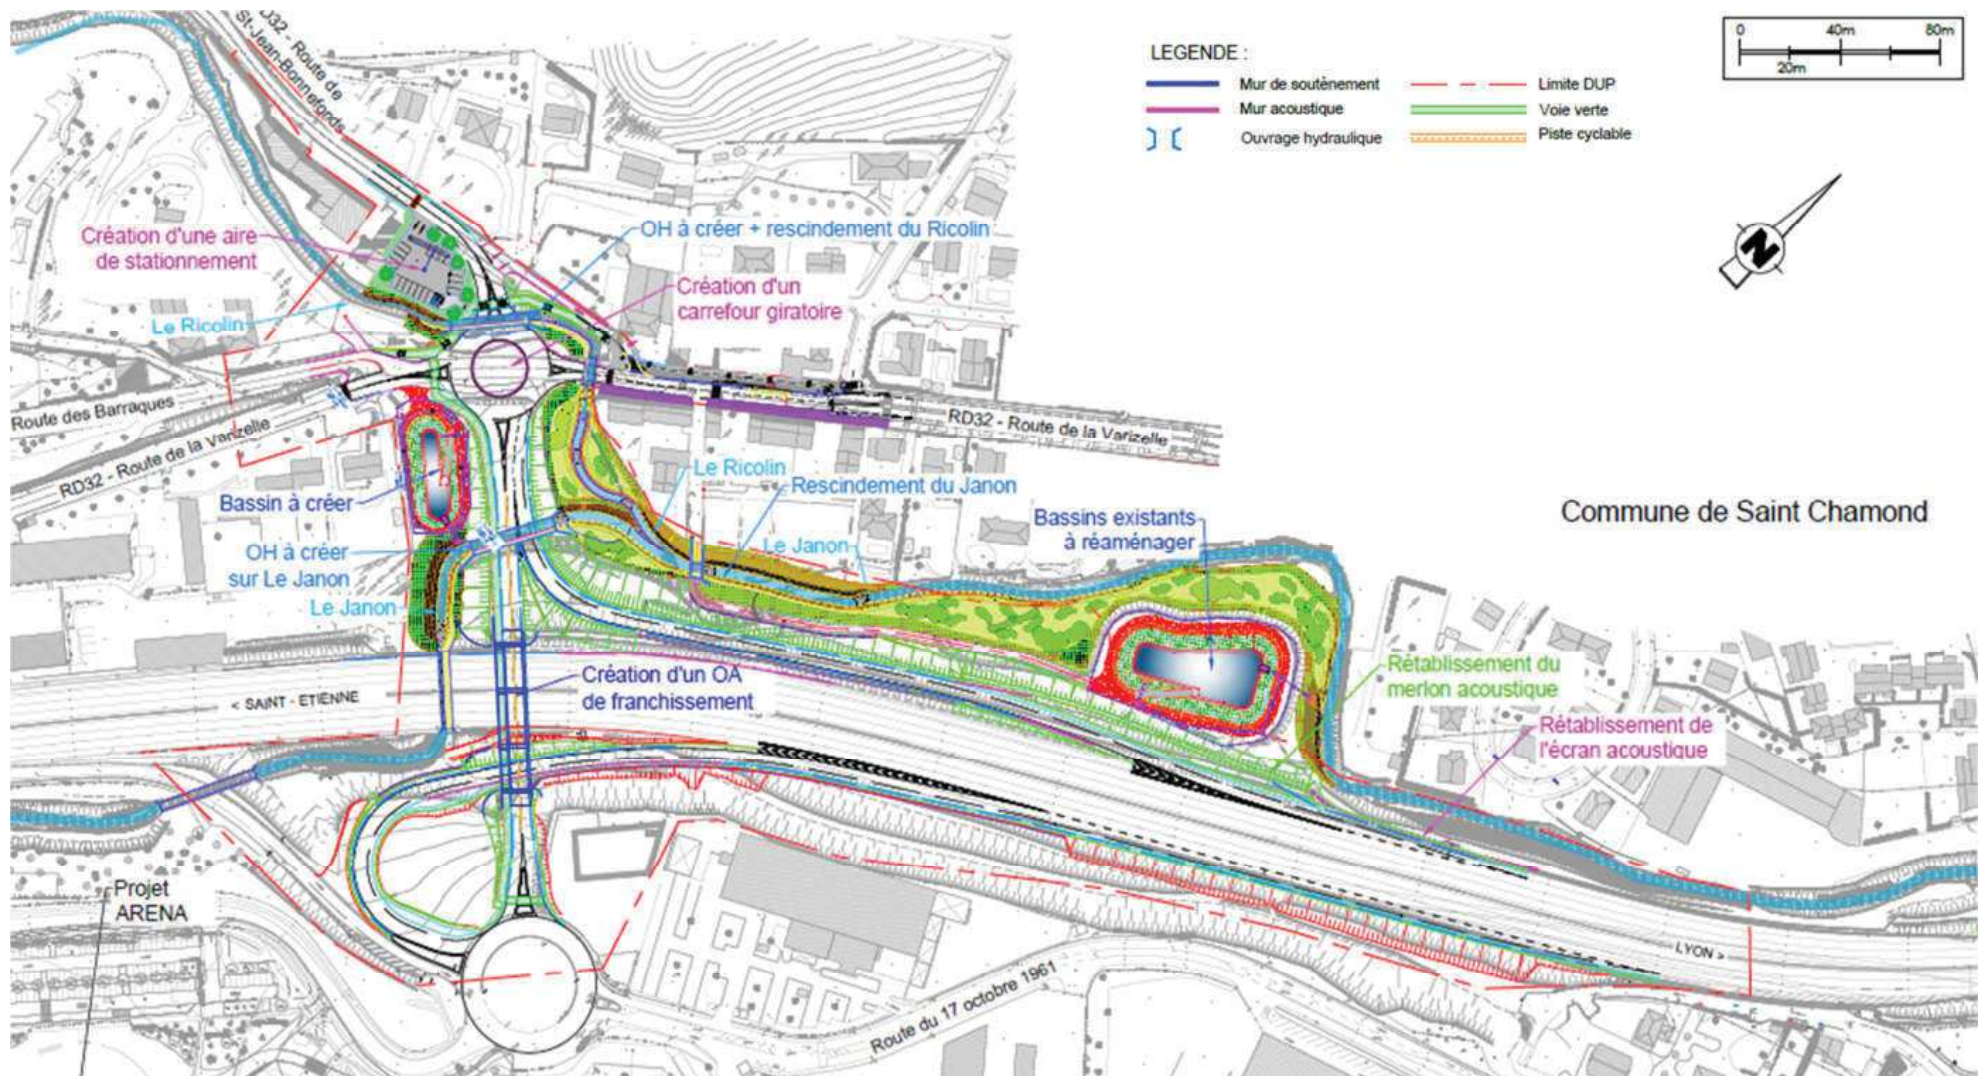 RD32 - Route de
St-Jean-Bonnefonds
LEGENDE :
Mur de soutènement
Mur acoustique
Ouvrage hydraulique
Limite DUP
Voie verte
Piste cyclable
0
40m
80m
20m
N
Création d'une aire
de stationnement
OH à créer + rescindement du Ricolin
Création d'un
carrefour giratoire
Le Ricolin
Route des Barraques
RD32 - Route de la Varizelle
RD32 - Route de la Varizelle
Bassin à créer
Le Ricolin
Rescindement du Janon
Bassins existants
à réaménager
Commune de Saint Chamond
OH à créer
sur Le Janon
Le Janon
Le Janon
Création d'un OA
de franchissement
< SAINT - ETIENNE
Rétablissement du
merlon acoustique
Rétablissement de
l'écran acoustique
Projet
ARENA
LYON >
Route du 17 octobre 1961